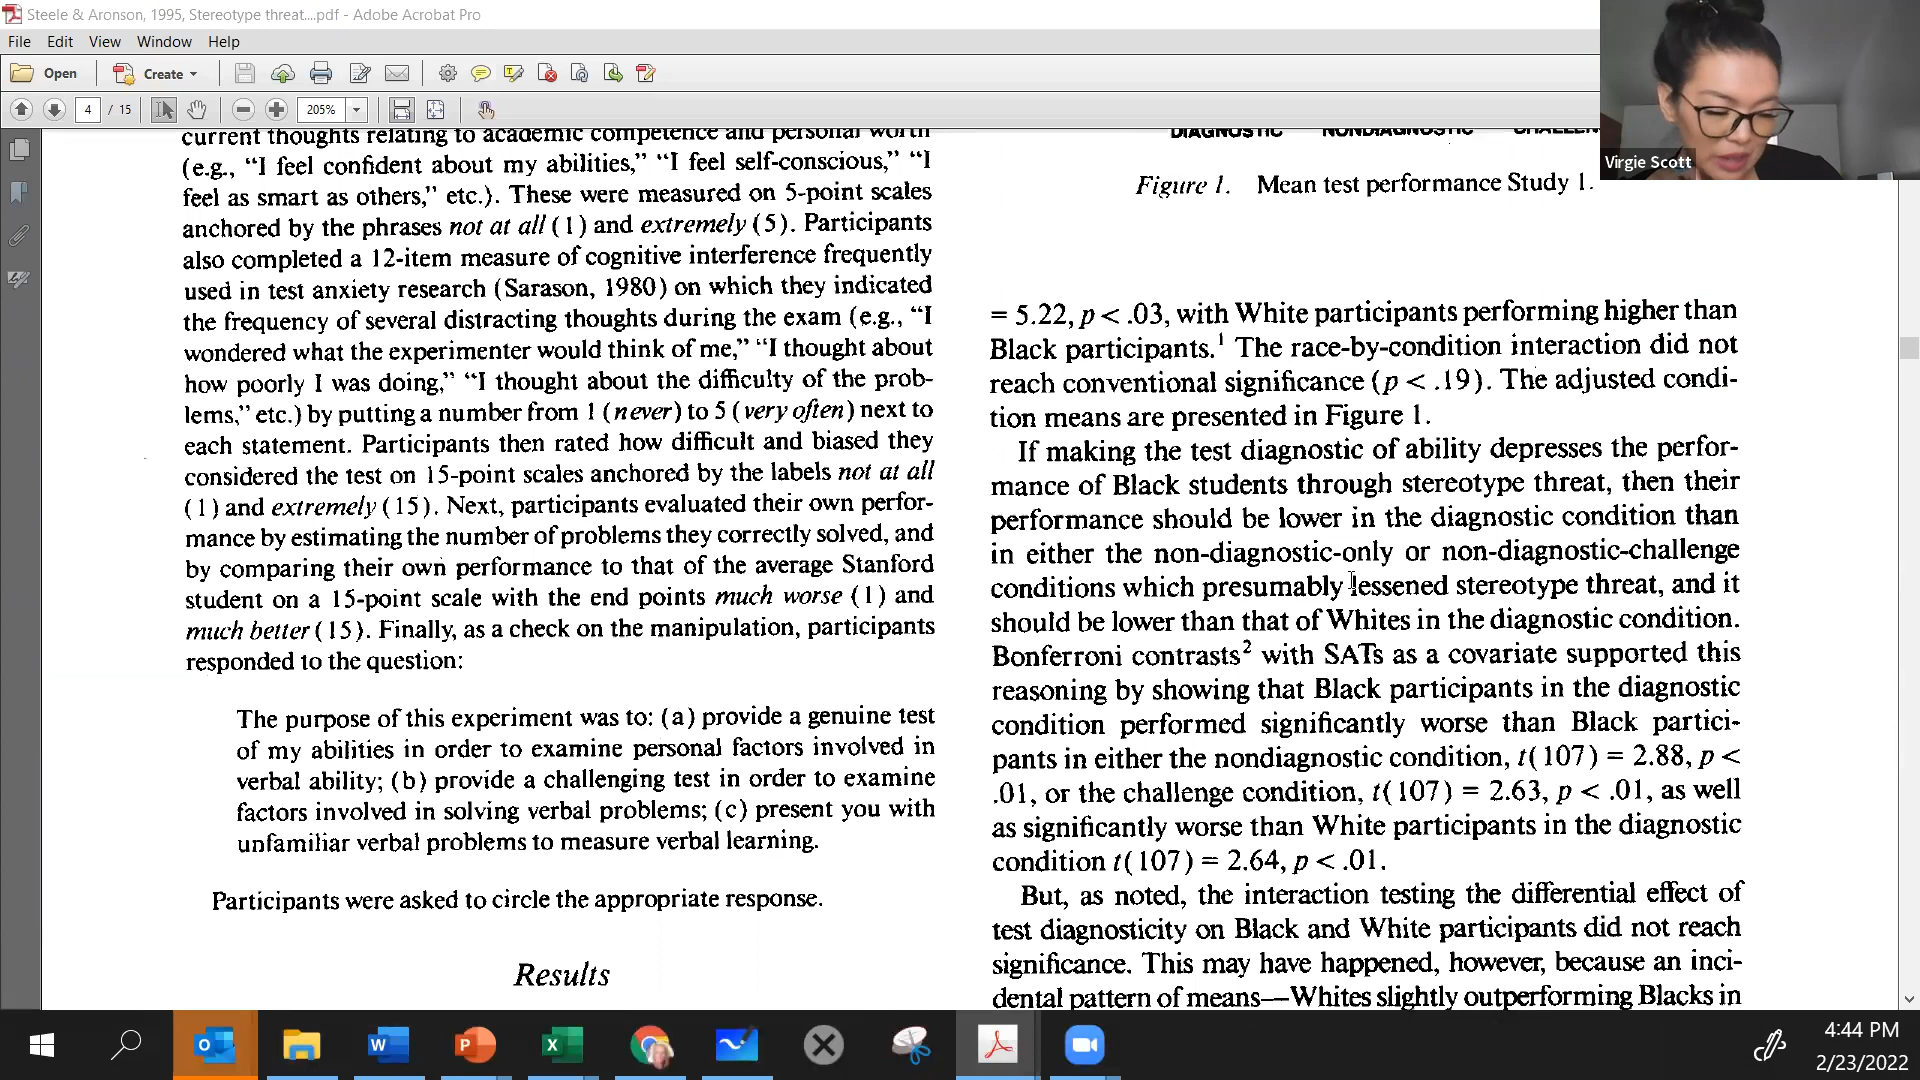 Steele & Aronson, 1995, Stereotype threat....pdf - Adobe Acrobat Pro
File Edit View Window Help
Open Create
4 / 15 205%
Virgie Scott
current thoughts relating to academic competence and personal worth
(e.g., “I feel confident about my abilities,” “I feel self-conscious,” “I
feel as smart as others,” etc.). These were measured on 5-point scales
anchored by the phrases not at all (1) and extremely (5). Participants
also completed a 12-item measure of cognitive interference frequently
used in test anxiety research (Sarason, 1980) on which they indicated
the frequency of several distracting thoughts during the exam (e.g., “I
wondered what the experimenter would think of me,” “I thought about
how poorly I was doing,” “I thought about the difficulty of the prob-
lems,” etc.) by putting a number from 1 (never) to 5 (very often) next to
each statement. Participants then rated how difficult and biased they
considered the test on 15-point scales anchored by the labels not at all
(1) and extremely (15). Next, participants evaluated their own perfor-
mance by estimating the number of problems they correctly solved, and
by comparing their own performance to that of the average Stanford
student on a 15-point scale with the end points much worse (1) and
much better (15). Finally, as a check on the manipulation, participants
responded to the question:
The purpose of this experiment was to: (a) provide a genuine test
of my abilities in order to examine personal factors involved in
verbal ability; (b) provide a challenging test in order to examine
factors involved in solving verbal problems; (c) present you with
unfamiliar verbal problems to measure verbal learning.
Participants were asked to circle the appropriate response.
Results
DIAGNOSTIC NONDIAGNOSTIC CHALLEN
Figure 1. Mean test performance Study 1.
= 5.22, p < .03, with White participants performing higher than
Black participants.¹ The race-by-condition interaction did not
reach conventional significance (p < .19). The adjusted condi-
tion means are presented in Figure 1.
If making the test diagnostic of ability depresses the perfor-
mance of Black students through stereotype threat, then their
performance should be lower in the diagnostic condition than
in either the non-diagnostic-only or non-diagnostic-challenge
conditions which presumably lessened stereotype threat, and it
should be lower than that of Whites in the diagnostic condition.
Bonferroni contrasts² with SATs as a covariate supported this
reasoning by showing that Black participants in the diagnostic
condition performed significantly worse than Black partici-
pants in either the nondiagnostic condition, t(107) = 2.88, p <
.01, or the challenge condition, t(107) = 2.63, p < .01, as well
as significantly worse than White participants in the diagnostic
condition t(107) = 2.64, p < .01.
But, as noted, the interaction testing the differential effect of
test diagnosticity on Black and White participants did not reach
significance. This may have happened, however, because an inci-
dental pattern of means—Whites slightly outperforming Blacks in
4:44 PM
2/23/2022